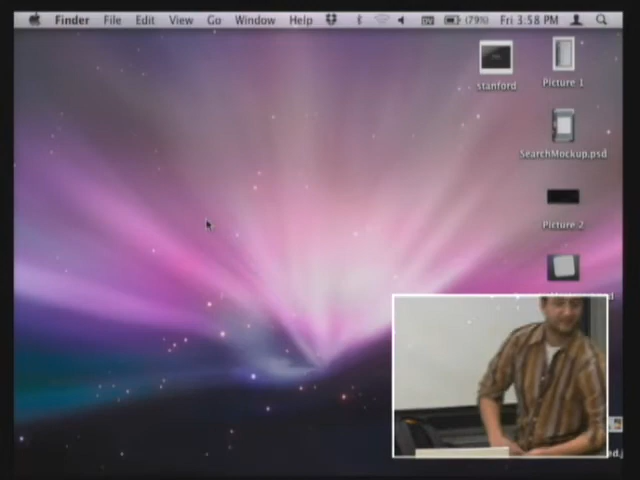 Finder File Edit View Go Window Help (79%) Fri 3:58 PM
stanford
Picture 1
SearchMockup.psd
Picture 2